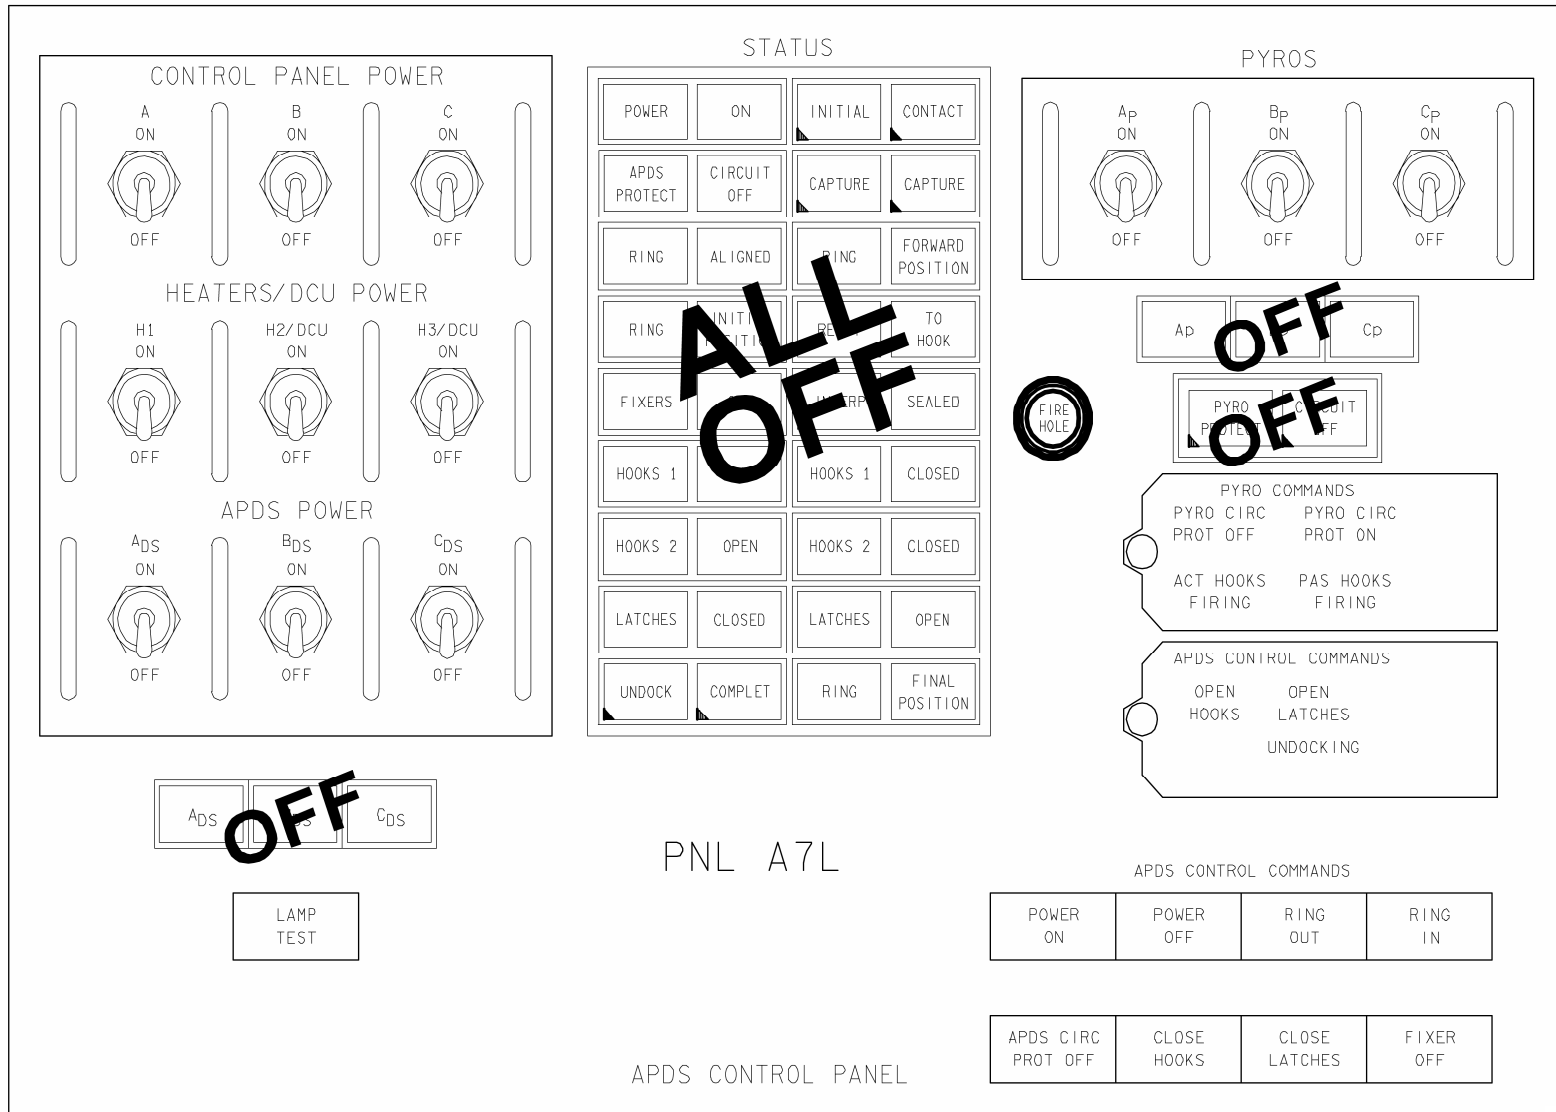 CONTROL PANEL POWER
A B C
ON ON ON
OFF OFF OFF
HEATERS/DCU POWER
H1 H2/DCU H3/DCU
ON ON ON
OFF OFF OFF
APDS POWER
ADS BDS CDS
ON ON ON
OFF OFF OFF
ADS CDS
OFF
LAMP
TEST
STATUS
POWER ON INITIAL CONTACT
APDS CIRCUIT CAPTURE CAPTURE
PROTECT OFF
RING ALIGNED RING FORWARD
POSITION
RING TO
HOOK
FIXERS SEALED
HOOKS 1 HOOKS 1 CLOSED
HOOKS 2 OPEN HOOKS 2 CLOSED
LATCHES CLOSED LATCHES OPEN
UNDOCK COMPLET RING FINAL
POSITION
ALL
OFF
PNL A7L
APDS CONTROL PANEL
PYROS
AP BP CP
ON ON ON
OFF OFF OFF
Ap Cp
OFF
FIRE
HOLE
PYRO CIRCUIT
PROTECT OFF
OFF
PYRO COMMANDS
PYRO CIRC PYRO CIRC
PROT OFF PROT ON
ACT HOOKS PAS HOOKS
FIRING FIRING
APDS CONTROL COMMANDS
OPEN OPEN
HOOKS LATCHES
UNDOCKING
APDS CONTROL COMMANDS
POWER POWER RING RING
ON OFF OUT IN
APDS CIRC CLOSE CLOSE FIXER
PROT OFF HOOKS LATCHES OFF